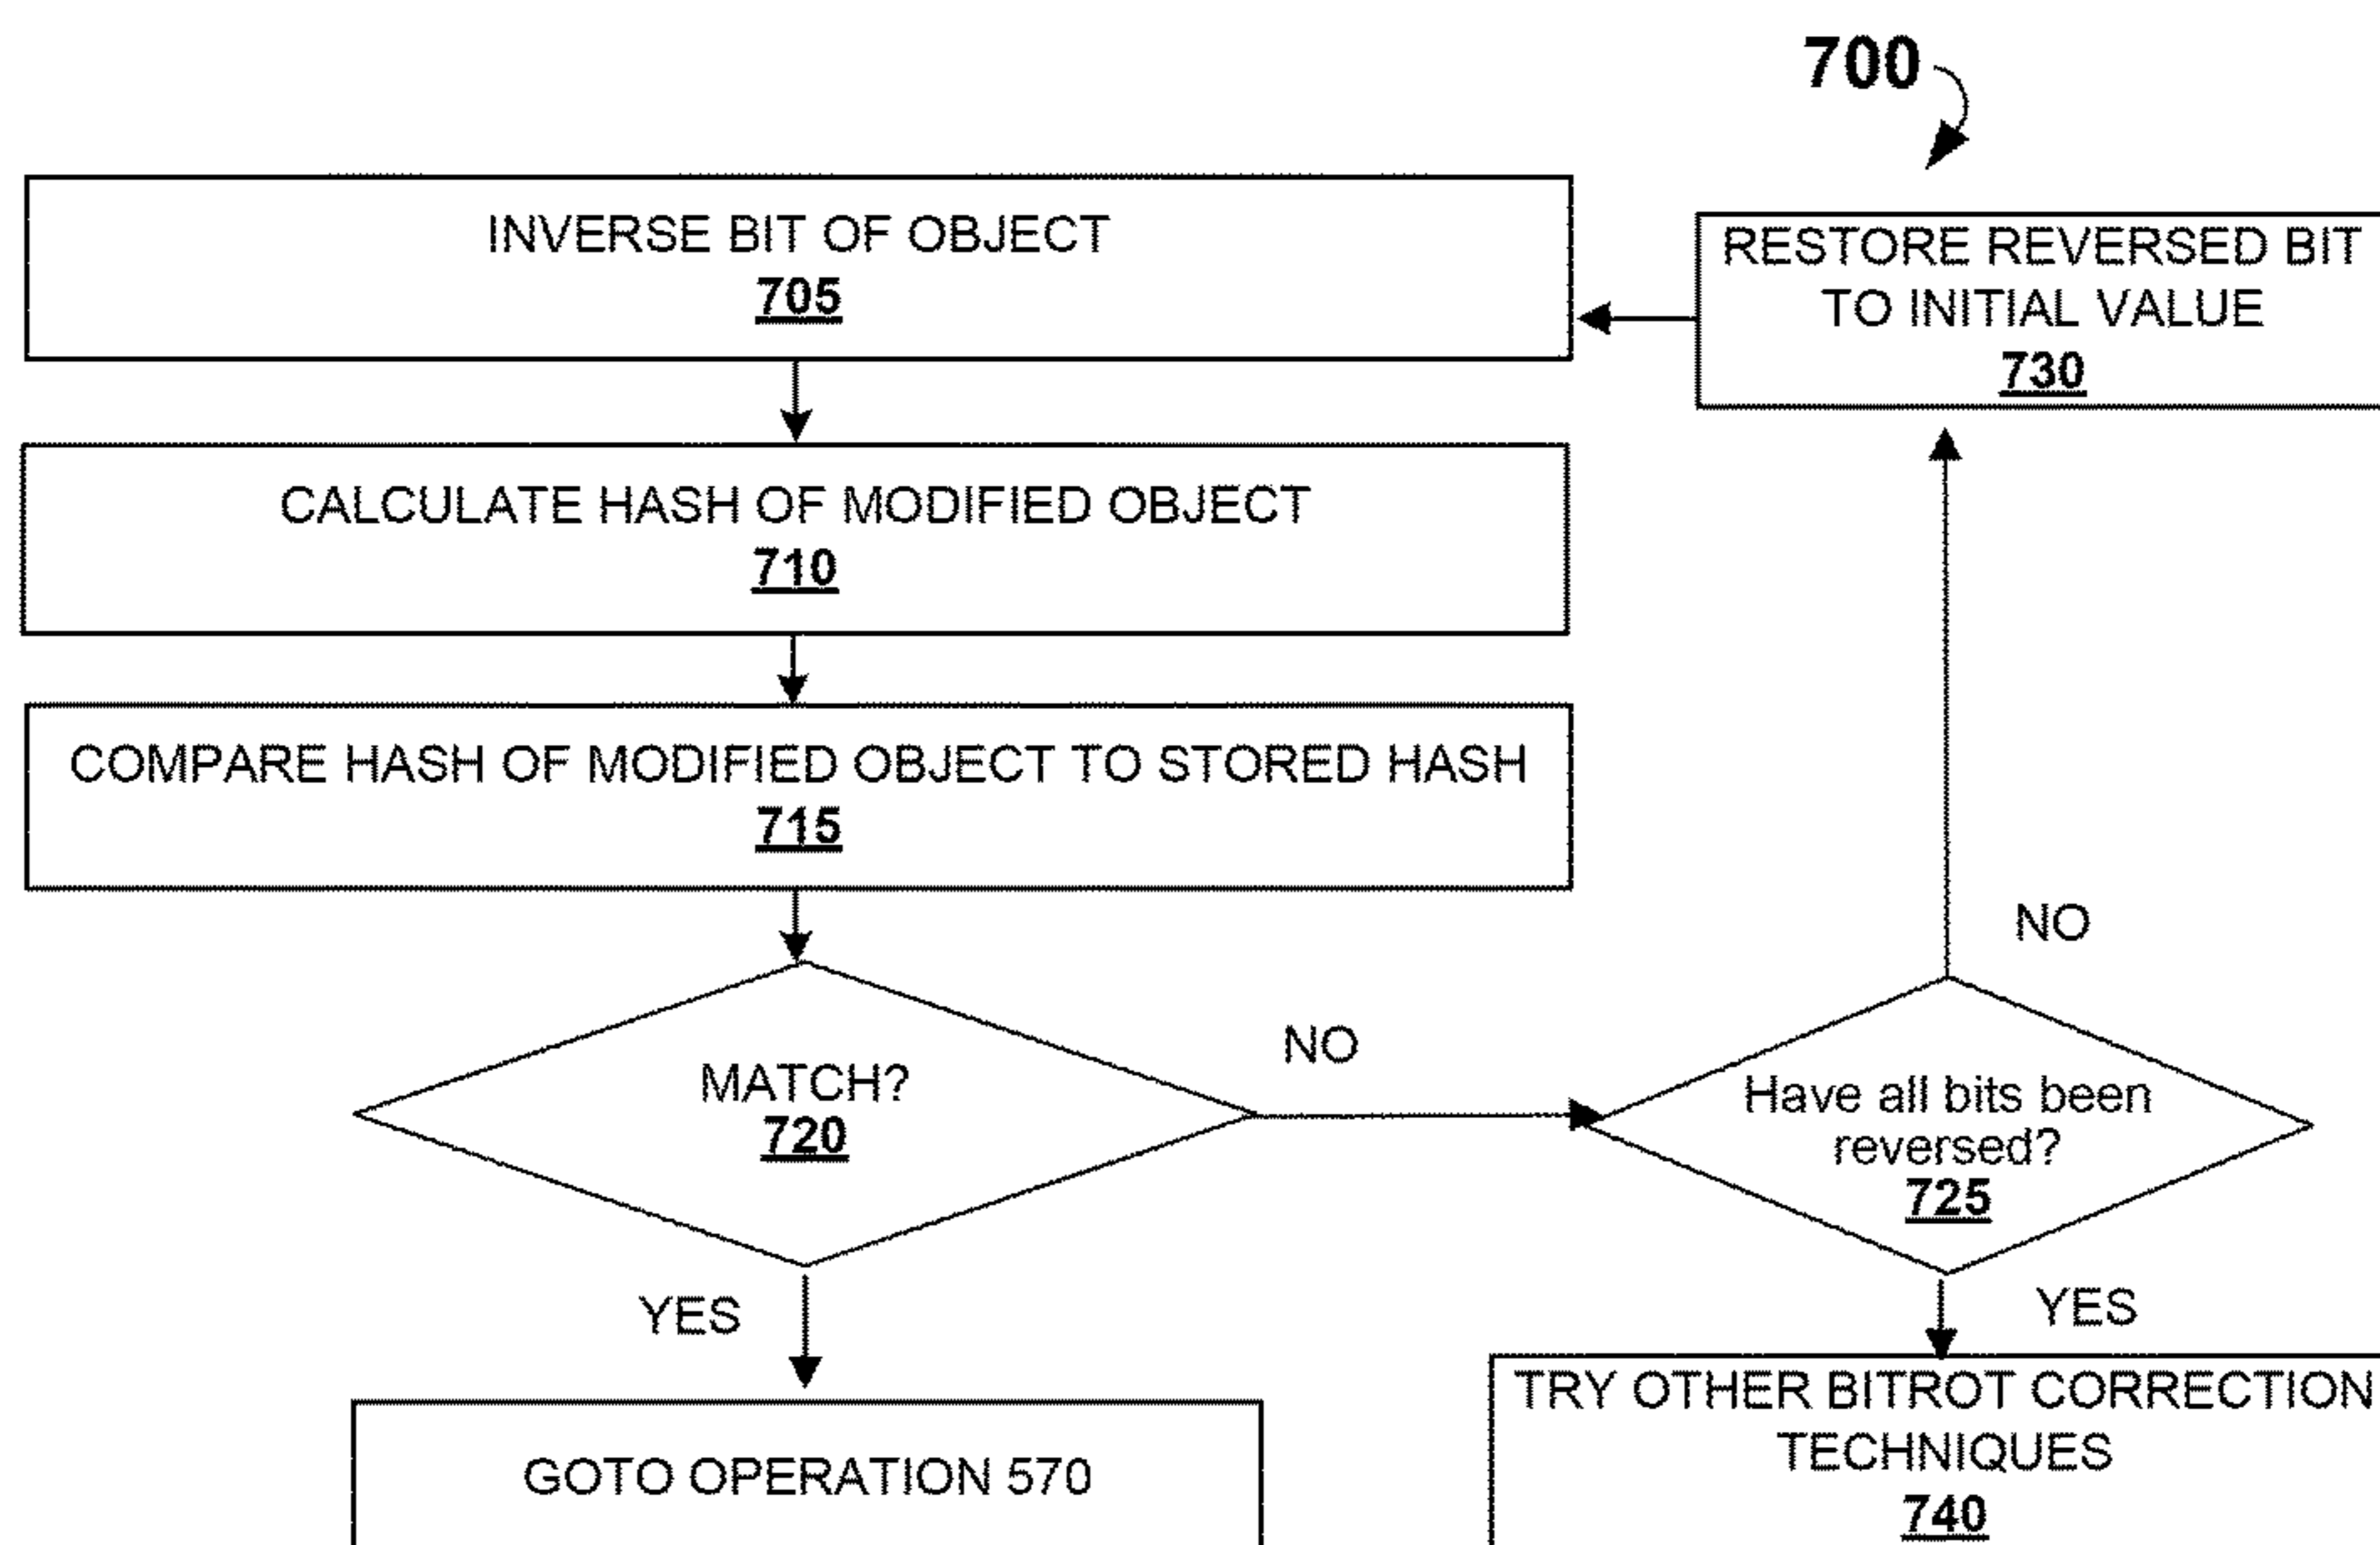 700
INVERSE BIT OF OBJECT
705
RESTORE REVERSED BIT
TO INITIAL VALUE
730
CALCULATE HASH OF MODIFIED OBJECT
710
COMPARE HASH OF MODIFIED OBJECT TO STORED HASH
715
NO
MATCH?
720
NO
Have all bits been
reversed?
725
YES
YES
GOTO OPERATION 570
TRY OTHER BITROT CORRECTION
TECHNIQUES
740